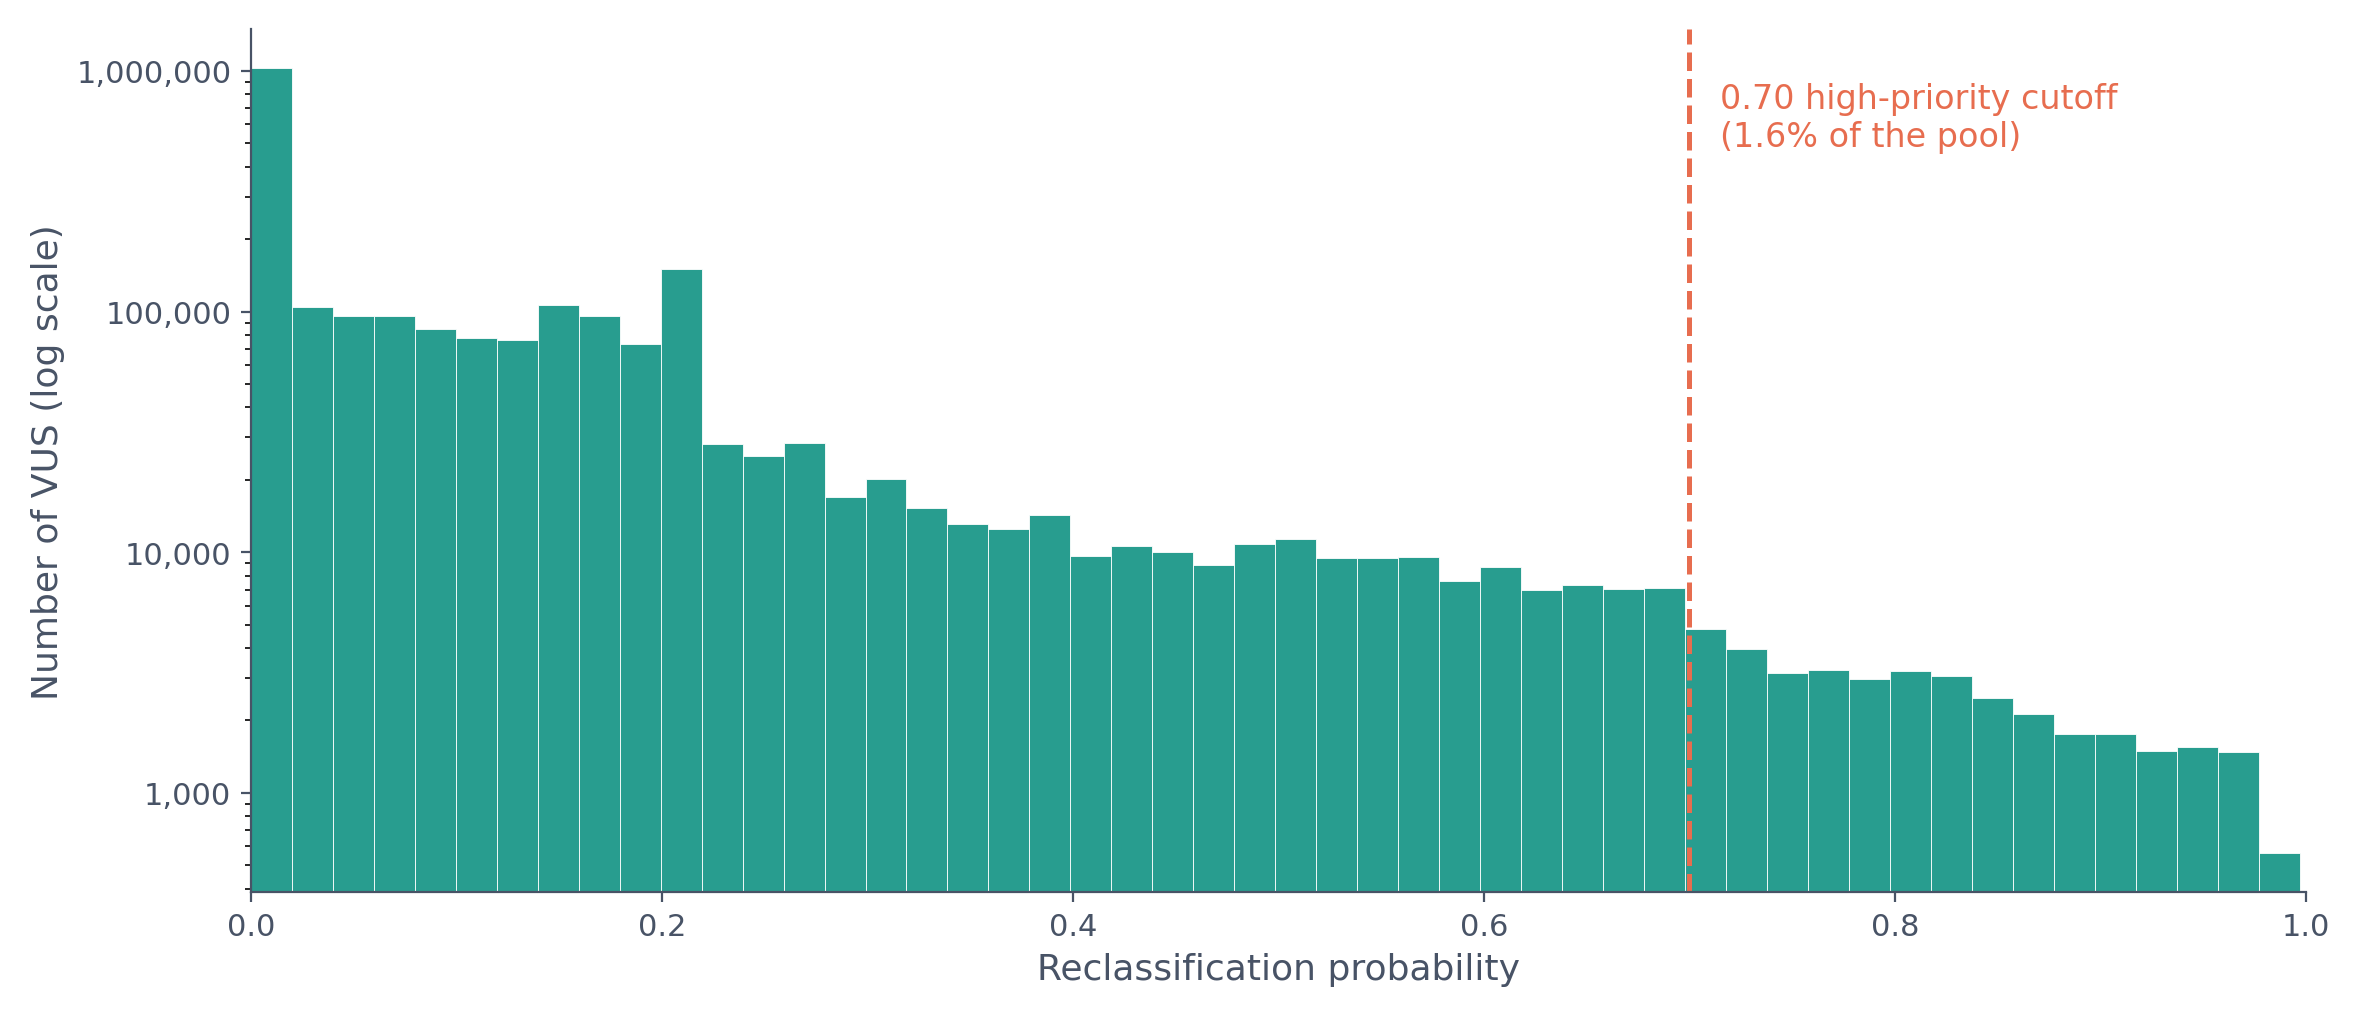 1,000,000
100,000
10,000
1,000
Number of VUS (log scale)
0.70 high-priority cutoff
(1.6% of the pool)
0.0 0.2 0.4 0.6 0.8 1.0
Reclassification probability